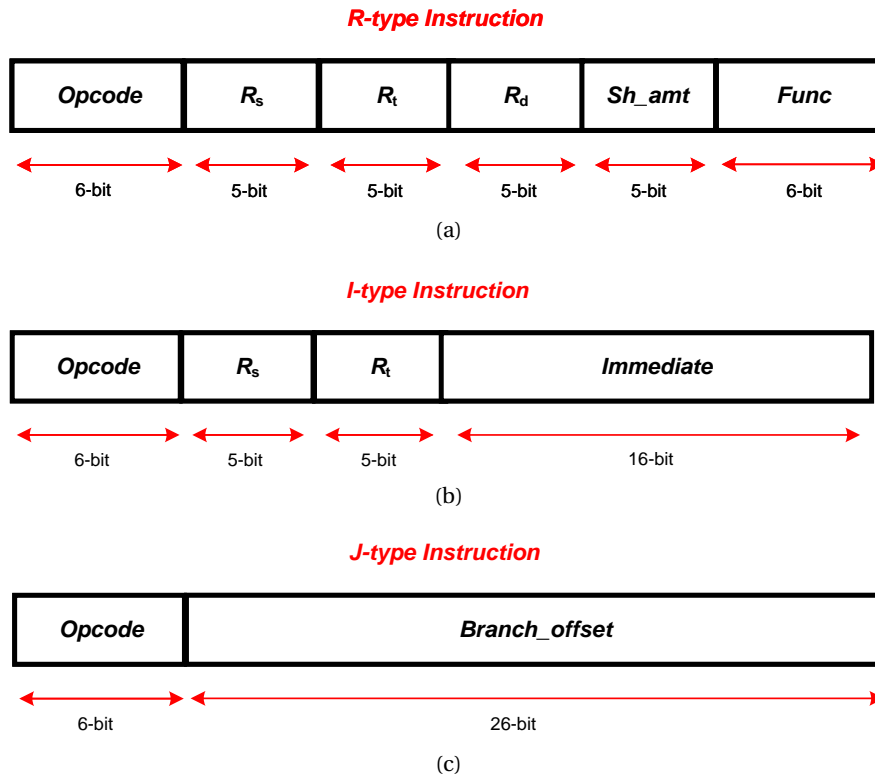 R-type Instruction
Opcode Rs Rt Rd Sh_amt Func
6-bit 5-bit 5-bit 5-bit 5-bit 6-bit
(a)
I-type Instruction
Opcode Rs Rt Immediate
6-bit 5-bit 5-bit 16-bit
(b)
J-type Instruction
Opcode Branch_offset
6-bit 26-bit
(c)